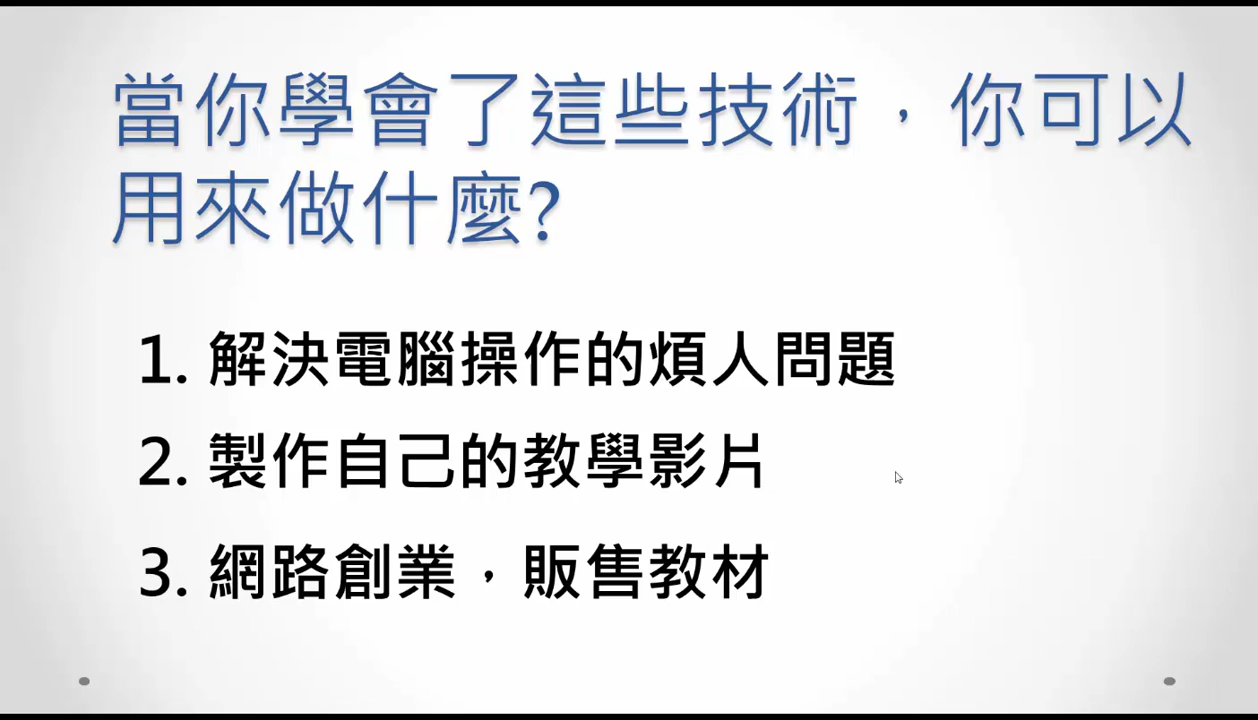 當你學會了這些技術，你可以
用來做什麼?
1. 解決電腦操作的煩人問題
2. 製作自己的教學影片
3. 網路創業，販售教材